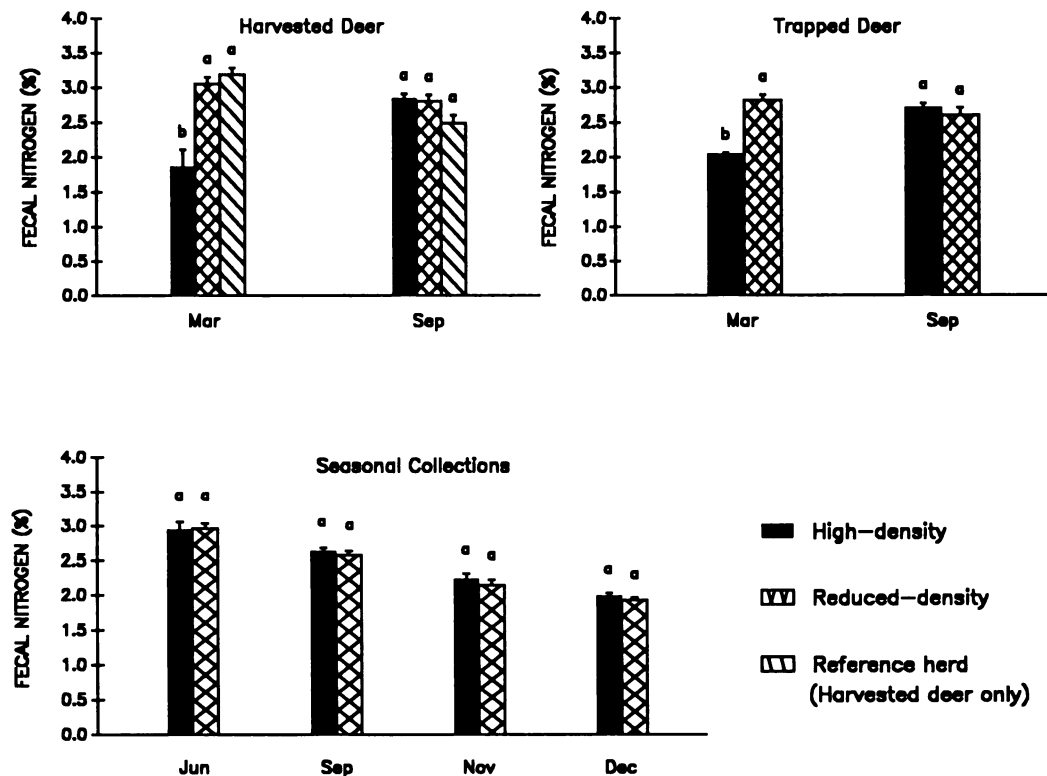 Harvested Deer
FECAL NITROGEN (%)
4.0
3.5
3.0
2.5
2.0
1.5
1.0
0.5
0.0
b
a
a
a
a
a
Mar
Sep
Trapped Deer
FECAL NITROGEN (%)
4.0
3.5
3.0
2.5
2.0
1.5
1.0
0.5
0.0
b
a
a
a
Mar
Sep
Seasonal Collections
FECAL NITROGEN (%)
4.0
3.5
3.0
2.5
2.0
1.5
1.0
0.5
0.0
a a
a a
a a
a a
Jun
Sep
Nov
Dec
High-density
Reduced-density
Reference herd
(Harvested deer only)